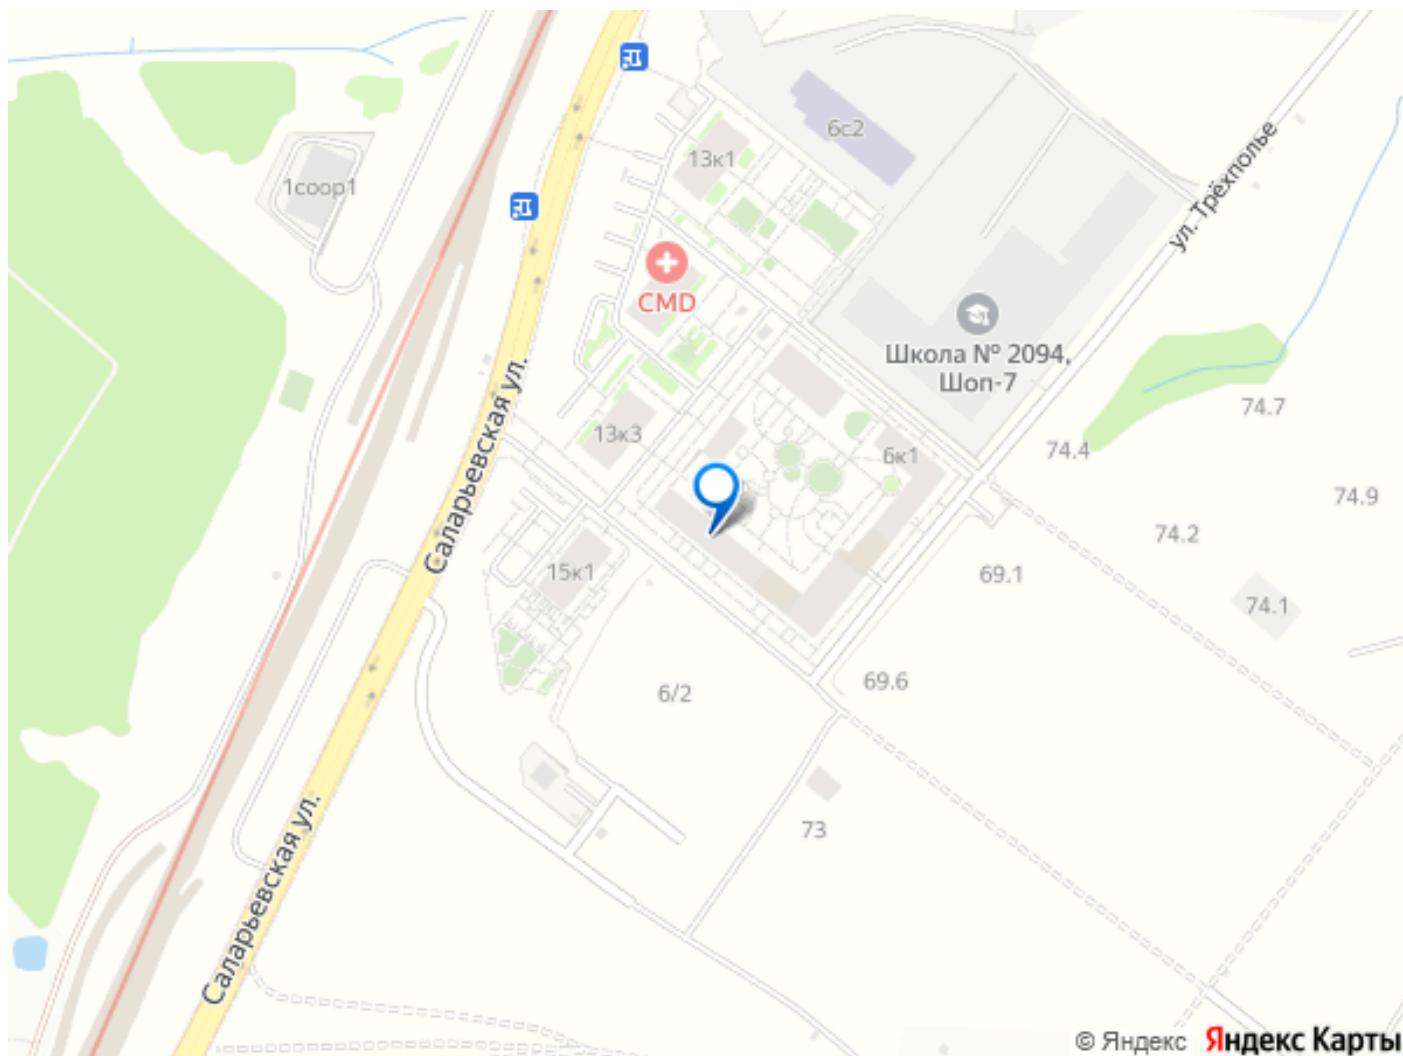 6с2
13к1
ул. Трёхполье
1соор1
CMD
Школа № 2094,
Шоп-7
Саларьевская ул.
74.7
13к3
74.4
6к1
74.9
74.2
15к1
69.1
74.1
69.6
6/2
73
Саларьевская ул.
© Яндекс Яндекс Карты